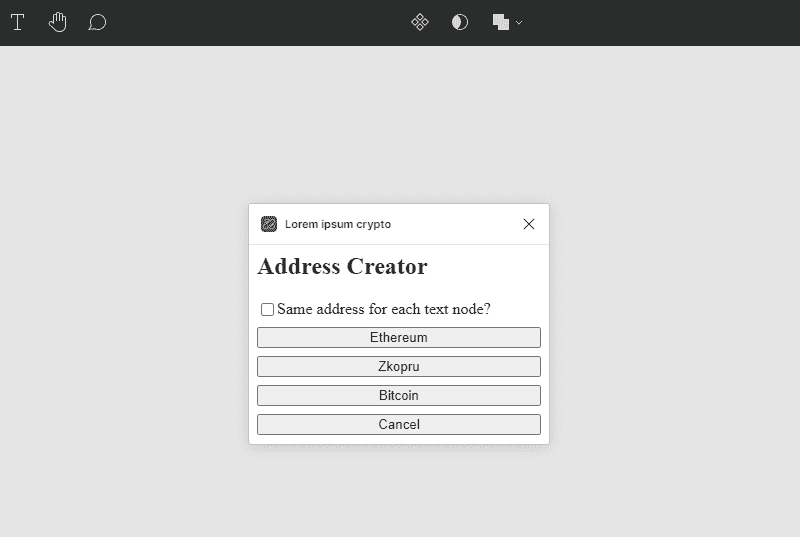 Lorem ipsum crypto
Address Creator
Same address for each text node?
Ethereum
Zkopru
Bitcoin
Cancel